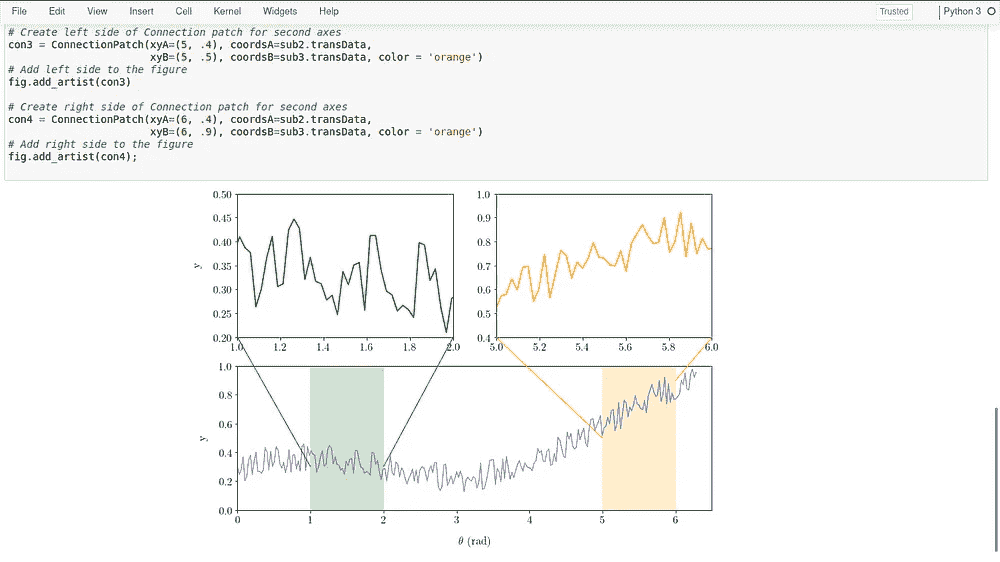 File Edit View Insert Cell Kernel Widgets Help Trusted Python 3
# Create left side of Connection patch for second axes
con3 = ConnectionPatch(xyA=(5, .4), coordsA=sub2.transData,
xyB=(5, .5), coordsB=sub3.transData, color = 'orange')
# Add left side to the figure
fig.add_artist(con3)
# Create right side of Connection patch for second axes
con4 = ConnectionPatch(xyA=(6, .4), coordsA=sub2.transData,
xyB=(6, .9), coordsB=sub3.transData, color = 'orange')
# Add right side to the figure
fig.add_artist(con4);
0.50
0.45
0.40
0.35
0.30
0.25
0.20
y
1.0 1.2 1.4 1.6 1.8 2.0
1.0
0.9
0.8
0.7
0.6
0.5
0.4
5.0 5.2 5.4 5.6 5.8 6.0
1.0
0.8
0.6
0.4
0.2
0.0
y
0 1 2 3 4 5 6
θ (rad)